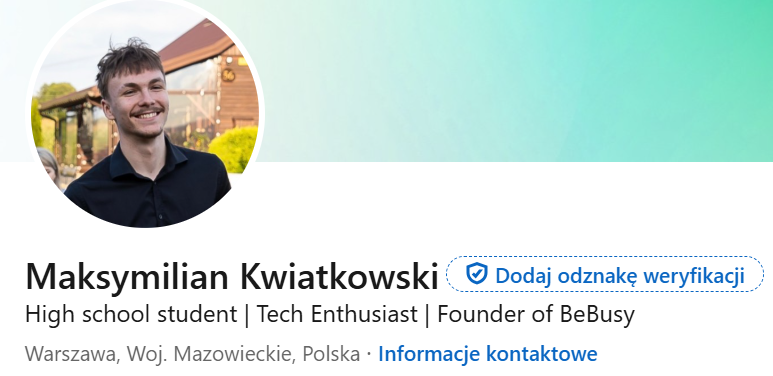 Maksymilian Kwiatkowski Dodaj odznakę weryfikacji
High school student | Tech Enthusiast | Founder of BeBusy
Warszawa, Woj. Mazowieckie, Polska · Informacje kontaktowe